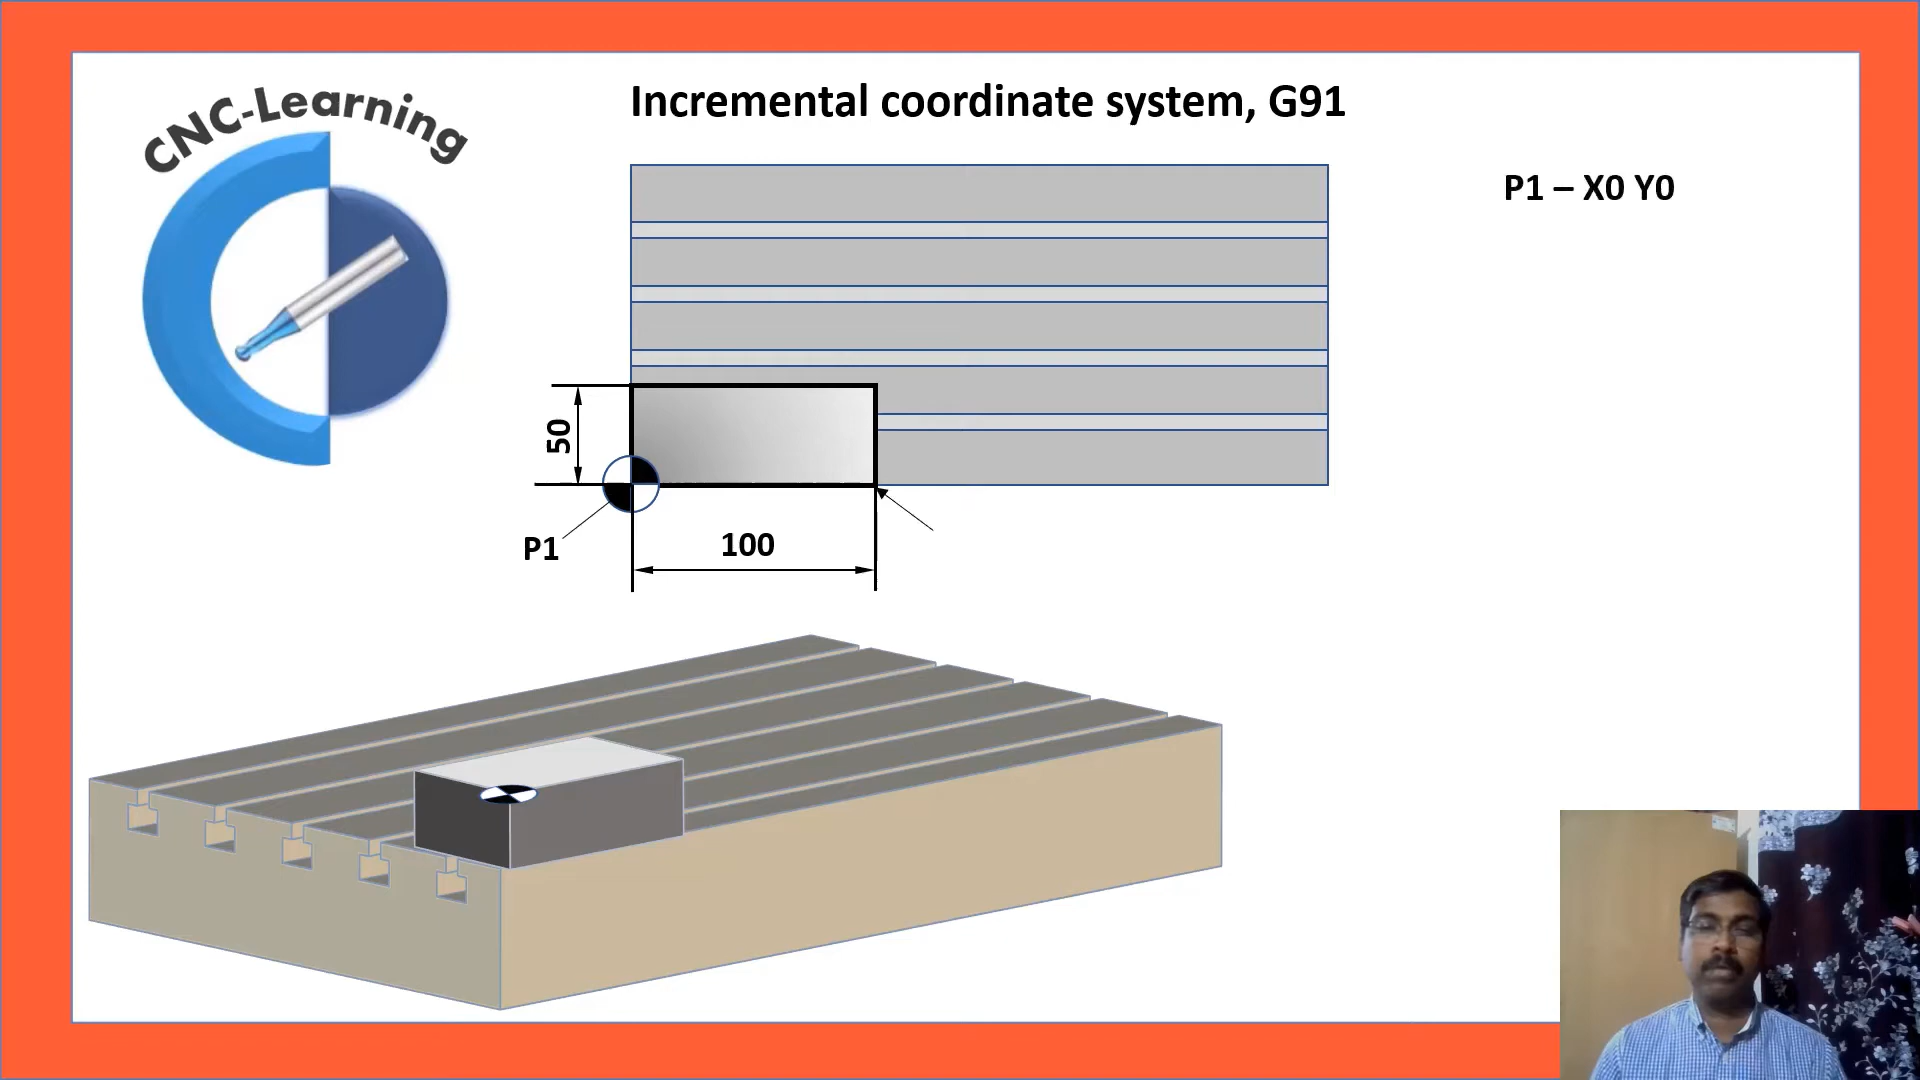 CNC-Learning
Incremental coordinate system, G91
P1 – X0 Y0
50
P1
100